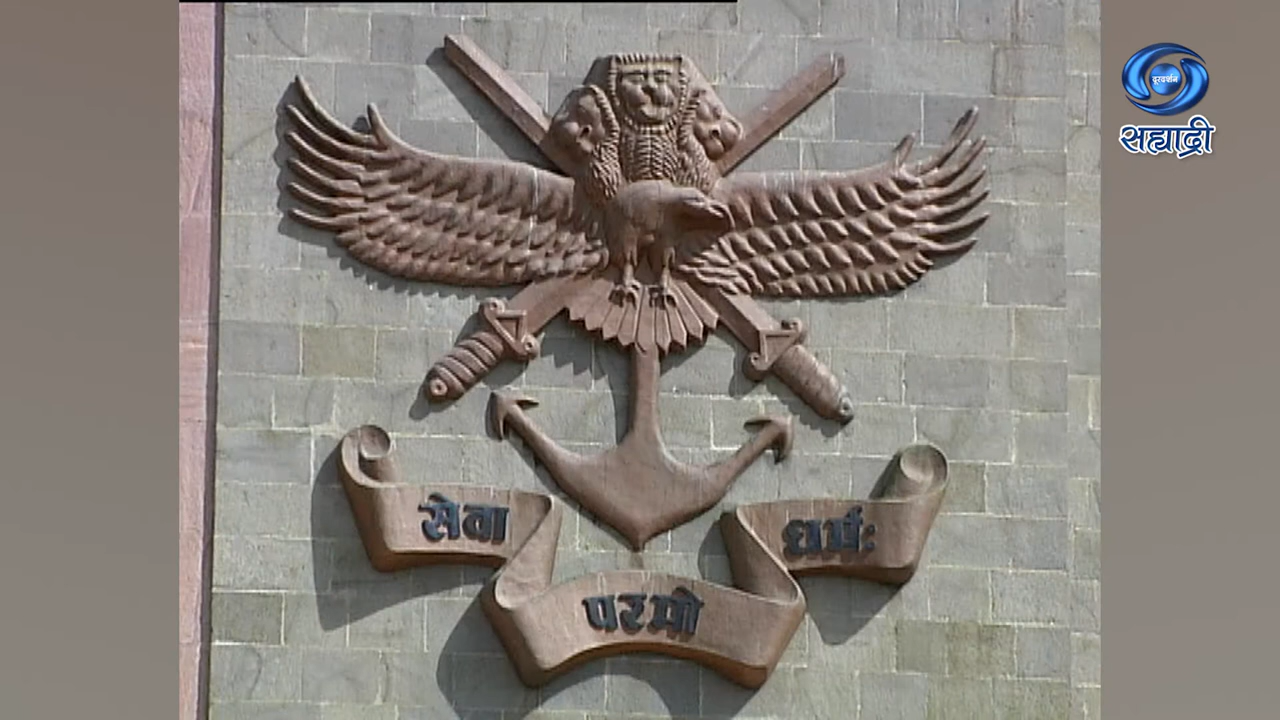 सेवा
परमो
धर्मः
दूरदर्शन
सह्याद्री